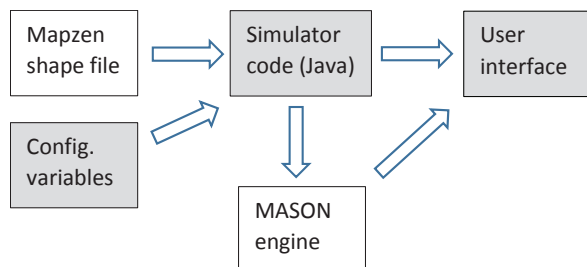 Mapzen
shape file
Simulator
code (Java)
User
interface
Config.
variables
MASON
engine